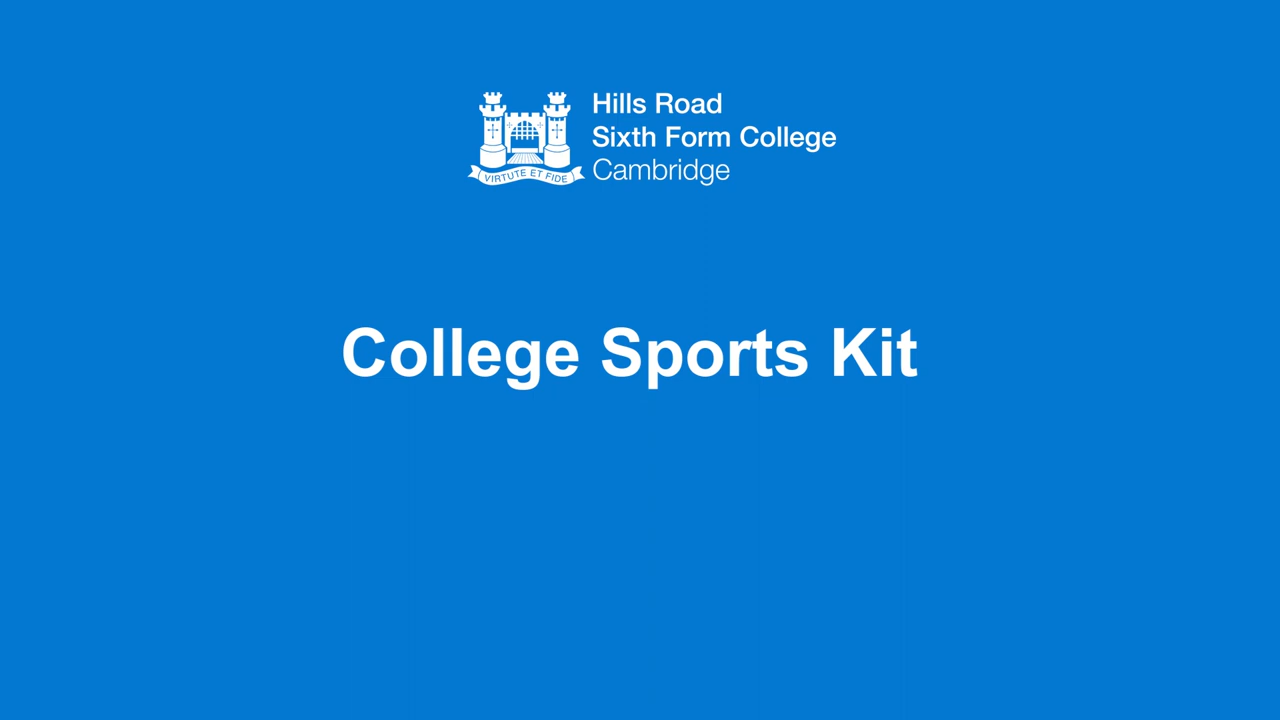 Hills Road
Sixth Form College
Cambridge
VIRTUTE ET FIDE
College Sports Kit